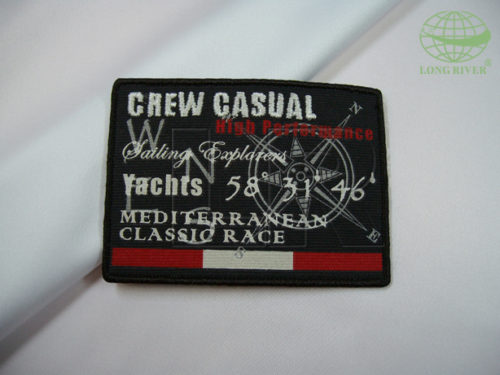 LONG RIVER®
CREW CASUAL
High Performance
Sailing Explorers
Yachts 58° 31' 46'
MEDITERRANEAN
CLASSIC RACE
W
N
E
S
N
E
S